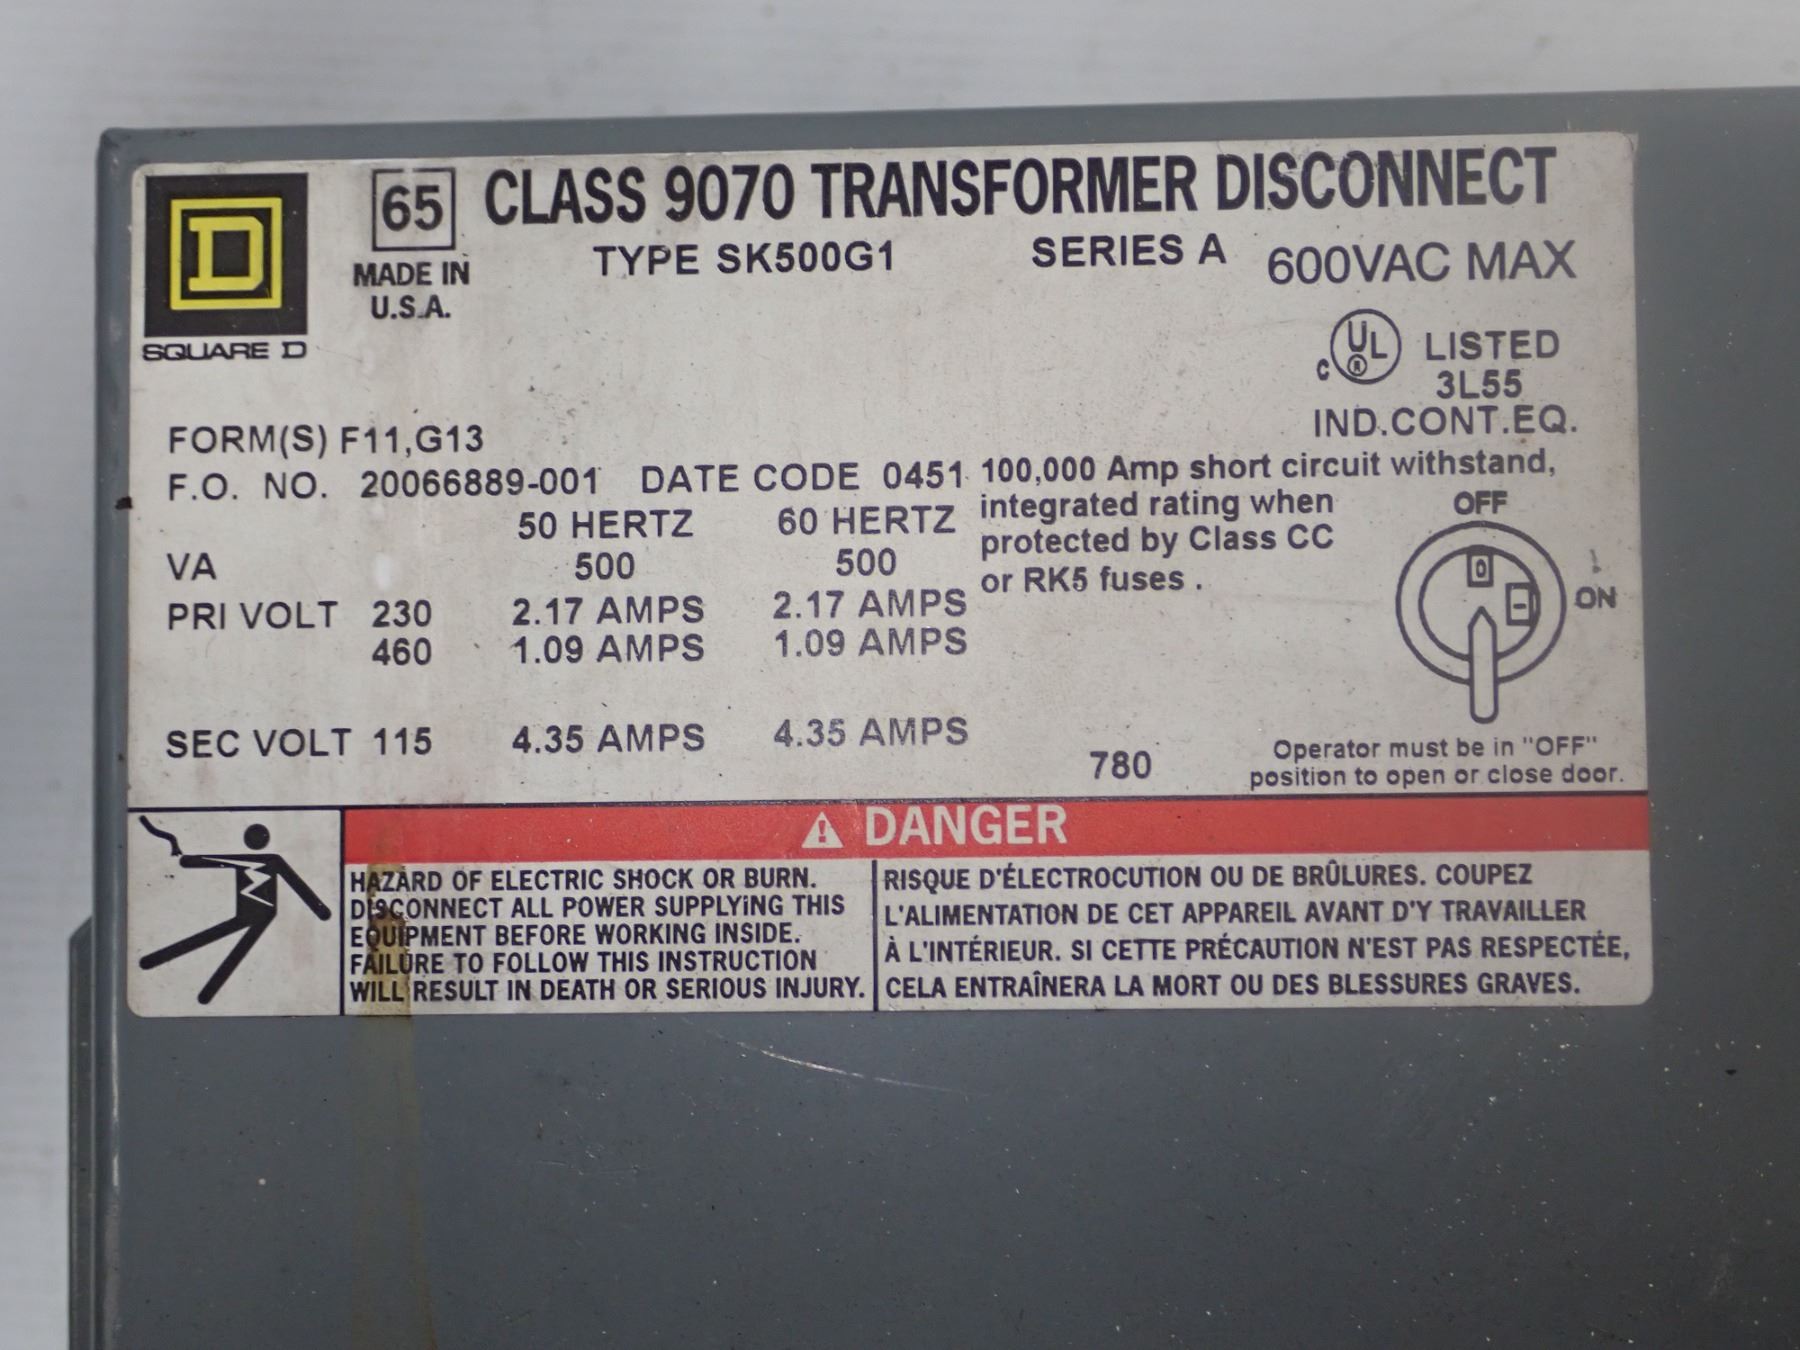 D
SQUARE D
65
MADE IN
U.S.A.
CLASS 9070 TRANSFORMER DISCONNECT
TYPE SK500G1 SERIES A 600VAC MAX
C UL ® LISTED
3L55
IND.CONT.EQ.
FORM(S) F11,G13
F.O. NO. 20066889-001 DATE CODE 0451
50 HERTZ 60 HERTZ
VA 500 500
PRI VOLT 230 2.17 AMPS 2.17 AMPS
460 1.09 AMPS 1.09 AMPS
SEC VOLT 115 4.35 AMPS 4.35 AMPS
100,000 Amp short circuit withstand,
integrated rating when
protected by Class CC
or RK5 fuses .
OFF
0
I
ON
780
Operator must be in "OFF"
position to open or close door.
DANGER
HAZARD OF ELECTRIC SHOCK OR BURN.
DISCONNECT ALL POWER SUPPLYING THIS
EQUIPMENT BEFORE WORKING INSIDE.
FAILURE TO FOLLOW THIS INSTRUCTION
WILL RESULT IN DEATH OR SERIOUS INJURY.
RISQUE D'ÉLECTROCUTION OU DE BRÛLURES. COUPEZ
L'ALIMENTATION DE CET APPAREIL AVANT D'Y TRAVAILLER
À L'INTÉRIEUR. SI CETTE PRÉCAUTION N'EST PAS RESPECTÉE,
CELA ENTRAÎNERA LA MORT OU DES BLESSURES GRAVES.